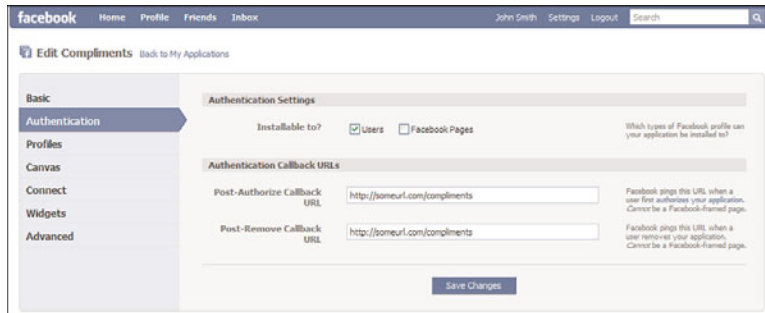 facebook Home Profile Friends Inbox John Smith Settings Logout Search
Edit Compliments Back to My Applications
Basic
Authentication
Profiles
Canvas
Connect
Widgets
Advanced
Authentication Settings
Installable to? Users Facebook Pages
Which types of Facebook profile can
your application be installed to?
Authentication Callback URLs
Post-Authorize Callback
URL
http://someurl.com/compliments
Facebook pings this URL when a
user first authorizes your application.
Cannot be a Facebook-framed page.
Post-Remove Callback
URL
http://someurl.com/compliments
Facebook pings this URL when a
user removes your application.
Cannot be a Facebook-framed page.
Save Changes